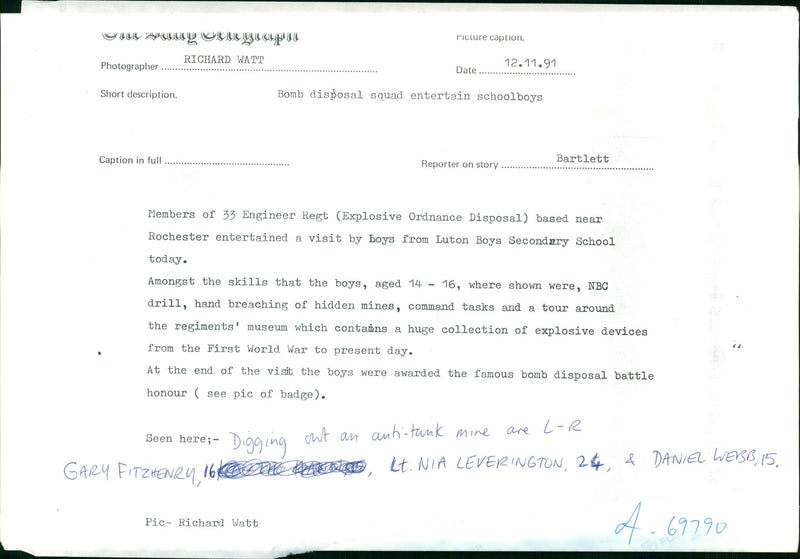 The Daily Telegraph
Picture caption.
Photographer RICHARD WATT
Date 12.11.91
Short description. Bomb disposal squad entertain schoolboys
Caption in full
Reporter on story Bartlett
Members of 33 Engineer Regt (Explosive Ordnance Disposal) based near
Rochester entertained a visit by boys from Luton Boys Secondary School
today.
Amongst the skills that the boys, aged 14 - 16, where shown were, NBC
drill, hand breaching of hidden mines, command tasks and a tour around
the regiments' museum which contains a huge collection of explosive devices
from the First World War to present day.
At the end of the visit the boys were awarded the famous bomb disposal battle
honour ( see pic of badge).
Seen here;- Digging out an anti-tank mine are L-R
GARY FITZHENRY, 16, Lt. NIA LEVERINGTON, 24, & DANIEL WEBB, 15.
Pic- Richard Watt
A - 69790